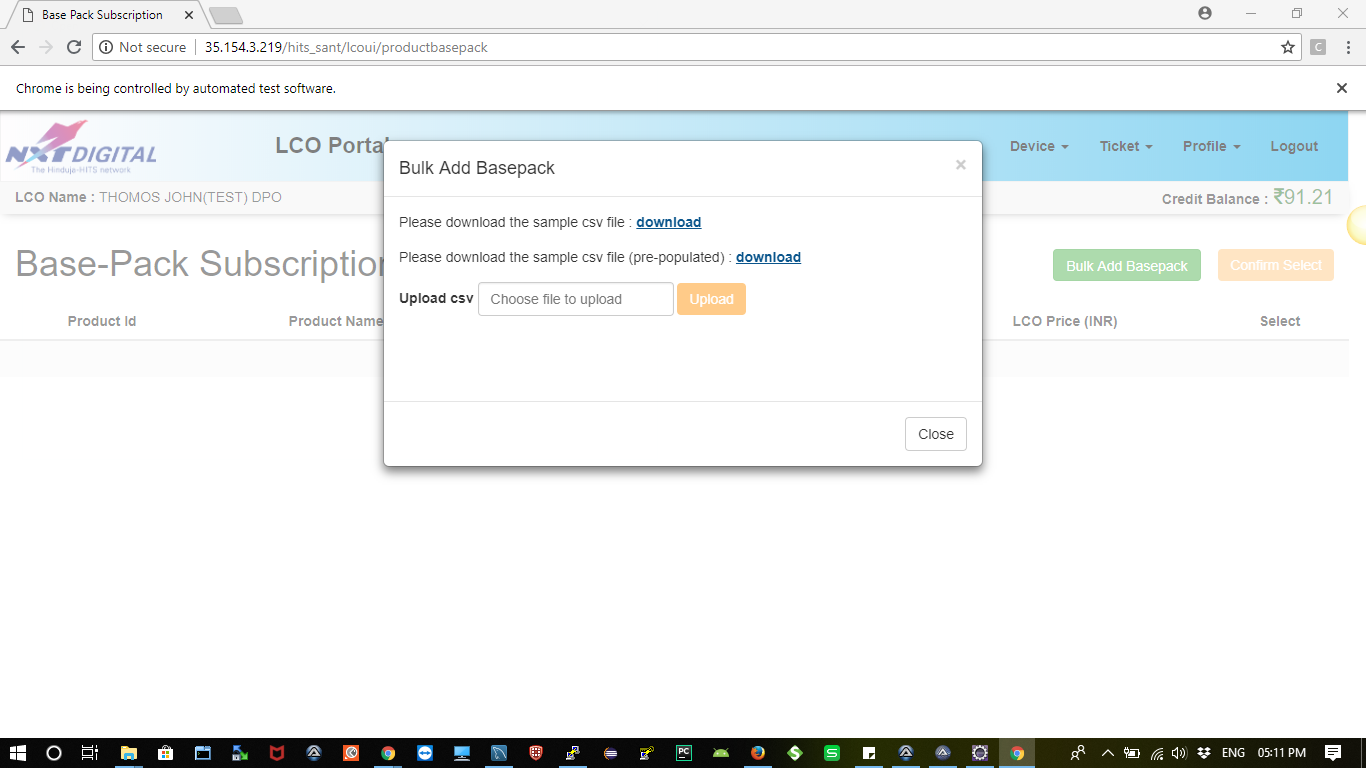 Base Pack Subscription
Not secure 35.154.3.219/hits_sant/lcoui/productbasepack
Chrome is being controlled by automated test software.
NXTDIGITAL
The Hinduja-HITS network
LCO Portal
Device Ticket Profile Logout
LCO Name : THOMOS JOHN(TEST) DPO
Credit Balance : ₹91.21
Base-Pack Subscription
Bulk Add Basepack Confirm Select
Product Id Product Name LCO Price (INR) Select
Bulk Add Basepack ×
Please download the sample csv file : download
Please download the sample csv file (pre-populated) : download
Upload csv Choose file to upload Upload
Close
ENG 05:11 PM